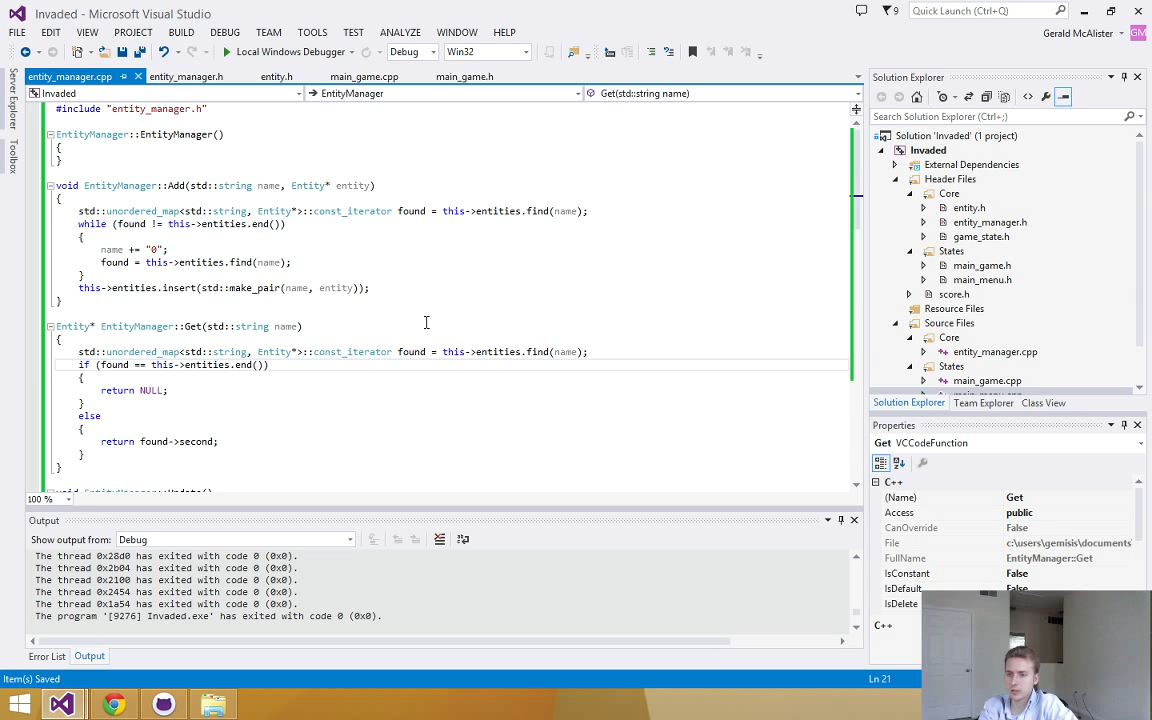 Invaded - Microsoft Visual Studio
9
Quick Launch (Ctrl+Q)
FILE EDIT VIEW PROJECT BUILD DEBUG TEAM TOOLS TEST ANALYZE WINDOW HELP
Gerald McAlister GM
Local Windows Debugger Debug Win32
Server Explorer
Toolbox
entity_manager.cpp entity_manager.h entity.h main_game.cpp main_game.h
Invaded EntityManager Get(std::string name)
#include "entity_manager.h"
EntityManager::EntityManager()
{
}
void EntityManager::Add(std::string name, Entity* entity)
{
std::unordered_map<std::string, Entity*>::const_iterator found = this->entities.find(name);
while (found != this->entities.end())
{
name += "0";
found = this->entities.find(name);
}
this->entities.insert(std::make_pair(name, entity));
}
Entity* EntityManager::Get(std::string name)
{
std::unordered_map<std::string, Entity*>::const_iterator found = this->entities.find(name);
if (found == this->entities.end())
{
return NULL;
}
else
{
return found->second;
}
}
void EntityManager::Update()
100 %
Output
Show output from: Debug
The thread 0x28d0 has exited with code 0 (0x0).
The thread 0x2b04 has exited with code 0 (0x0).
The thread 0x2100 has exited with code 0 (0x0).
The thread 0x2454 has exited with code 0 (0x0).
The thread 0x1a54 has exited with code 0 (0x0).
The program '[9276] Invaded.exe' has exited with code 0 (0x0).
Error List Output
Item(s) Saved
Ln 21
Solution Explorer
Search Solution Explorer (Ctrl+;)
Solution 'Invaded' (1 project)
Invaded
External Dependencies
Header Files
Core
entity.h
entity_manager.h
game_state.h
States
main_game.h
main_menu.h
score.h
Resource Files
Source Files
Core
entity_manager.cpp
States
main_game.cpp
Solution Explorer Team Explorer Class View
Properties
Get VCCodeFunction
C++
(Name) Get
Access public
CanOverride False
File c:\users\gemisis\documents
FullName EntityManager::Get
IsConstant False
IsDefault False
IsDelete
C++